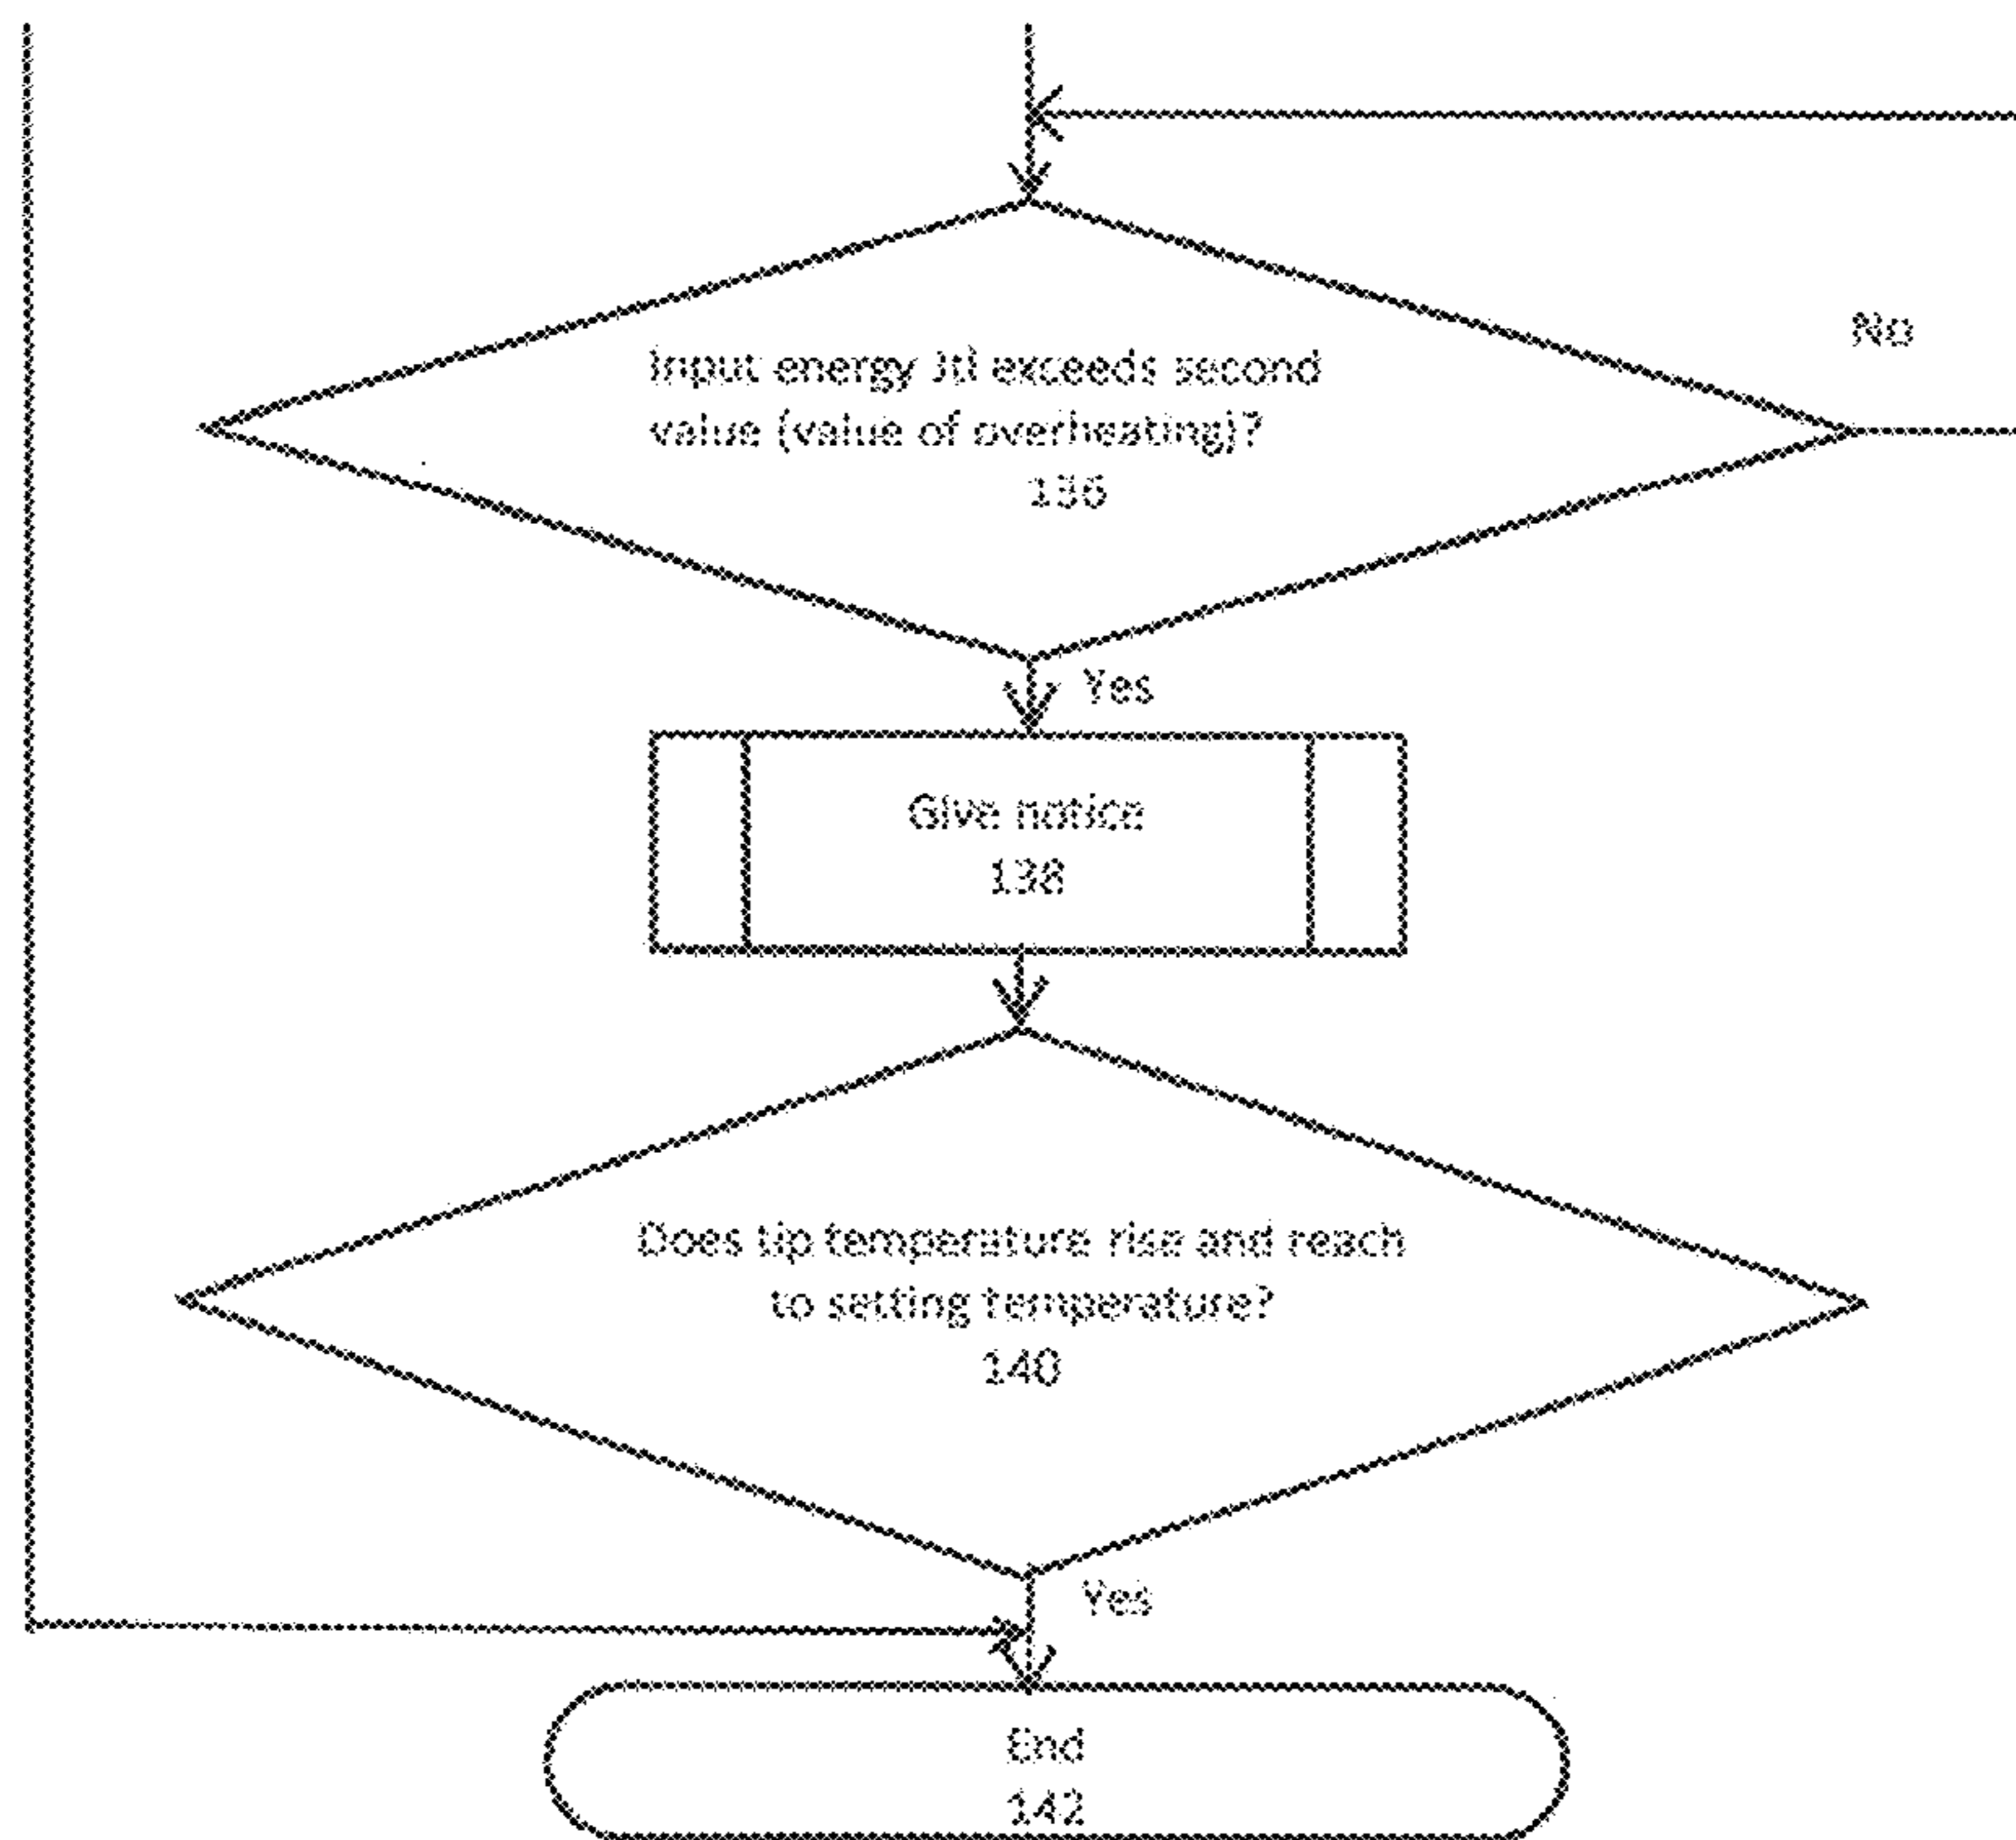 No
Input energy Jtl exceeds second
value (value of overheating)?
136
Yes
Give notice
138
Does tip temperature rise and reach
to setting temperature?
140
Yes
End
142